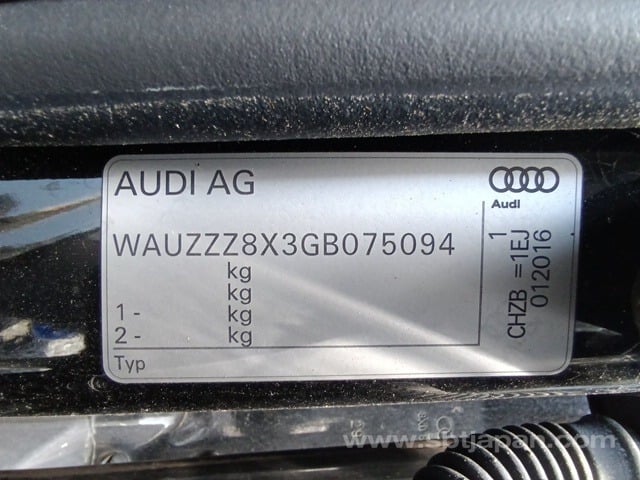 AUDI AG
Audi
WAUZZZ8X3GB075094
kg
kg
1 - kg
2 - kg
Typ
1
CHZB =1EJ
012016
www.sbtjapan.com